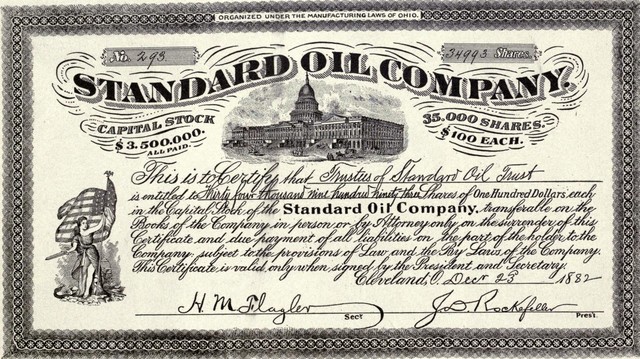 ORGANIZED UNDER THE MANUFACTURING LAWS OF OHIO.
No. 293
34993 Shares
STANDARD OIL COMPANY.
CAPITAL STOCK
$3.500.000.
ALL PAID.
35.000 SHARES.
$100 EACH.
This is to Certify that Trustees of Standard Oil Trust
is entitled to Thirty four thousand nine hundred ninety three Shares of One Hundred Dollars each
in the Capital Stock of the Standard Oil Company, transferable on the
Books of the Company in person or by Attorney only on the surrender of this
Certificate and due payment of all liabilities on the part of the holder to the
Company, subject to the provisions of Law and the By Laws of the Company.
This Certificate is valid only when signed by the President and Secretary.
Cleveland, O. Decr 23 1882
H. M. Flagler Sect
J. D. Rockefeller Prest.